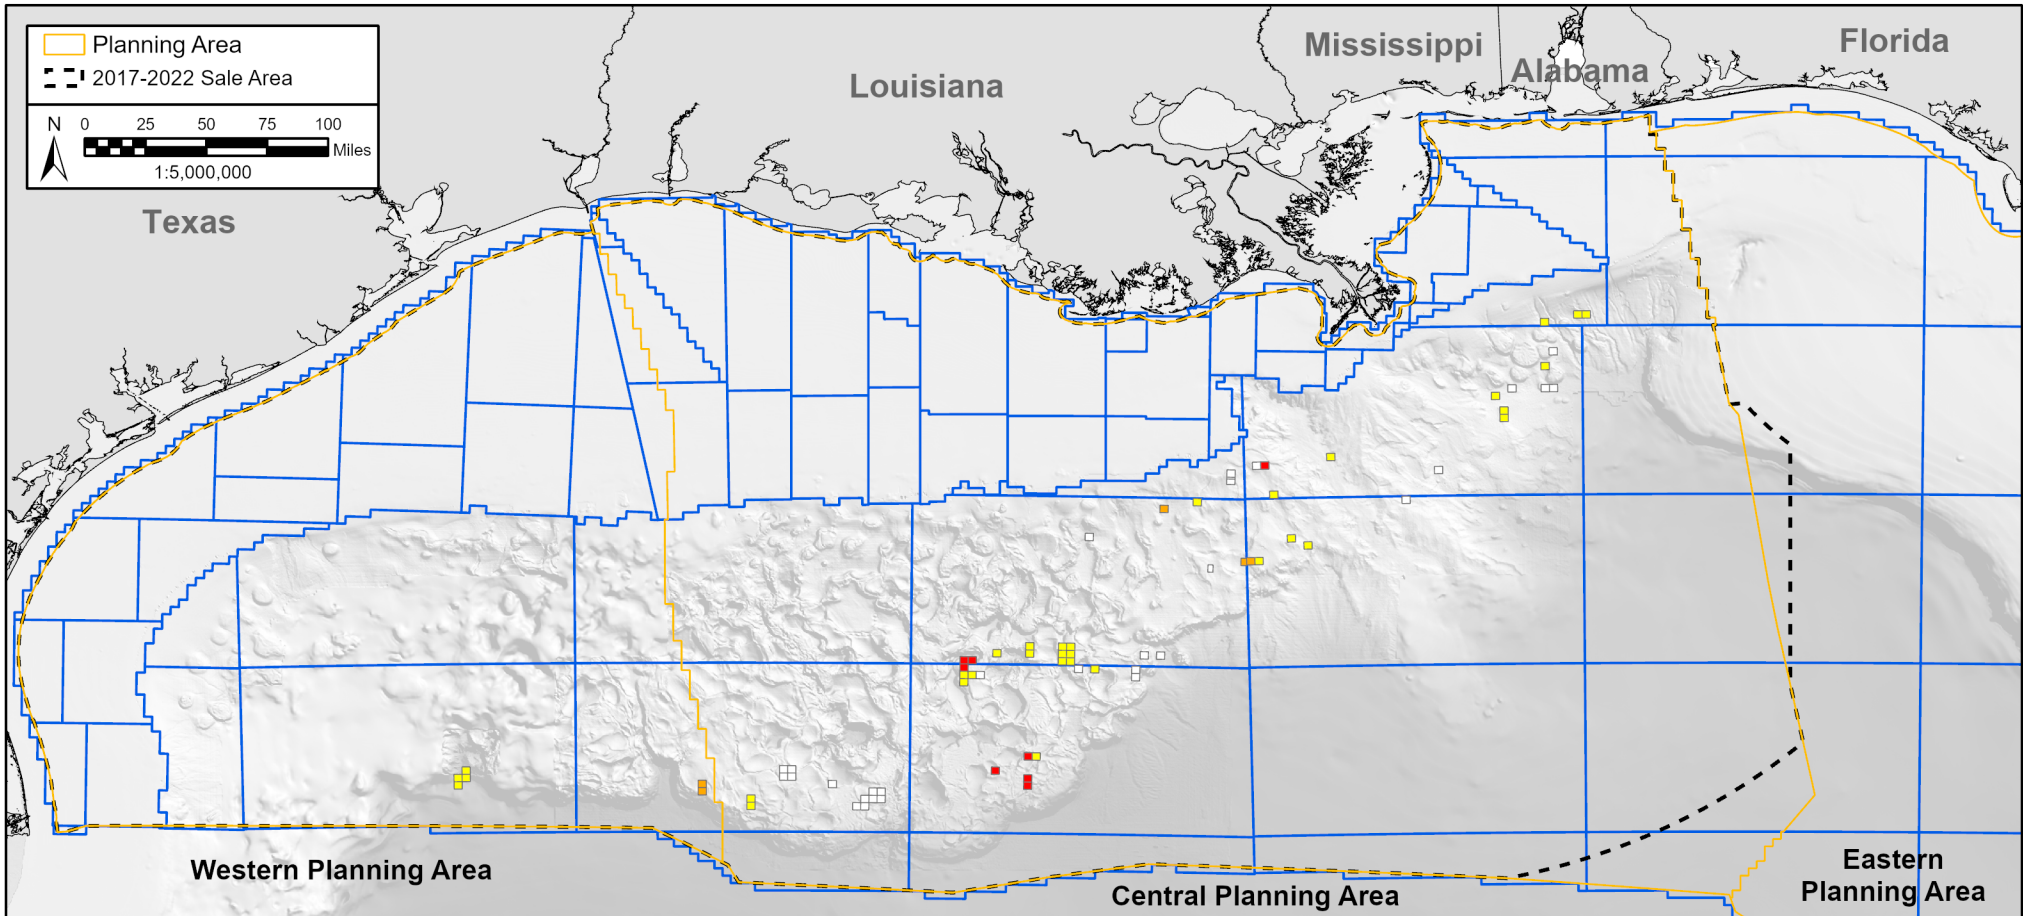 Planning Area
2017-2022 Sale Area
N
0 25 50 75 100
Miles
1:5,000,000
Texas
Louisiana
Mississippi
Alabama
Florida
Western Planning Area
Central Planning Area
Eastern
Planning Area